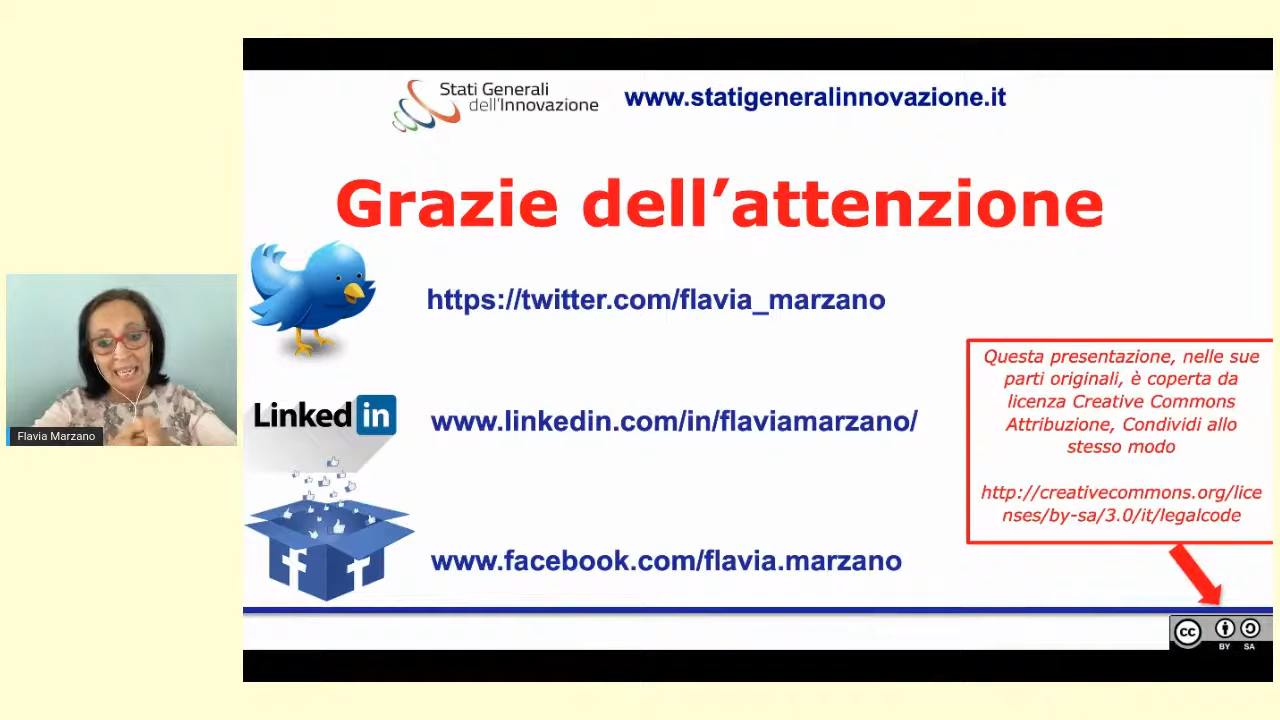 Stati Generali
dell'Innovazione
www.statigeneralinnovazione.it
Grazie dell’attenzione
https://twitter.com/flavia_marzano
Linked in
www.linkedin.com/in/flaviamarzano/
f f
www.facebook.com/flavia.marzano
Questa presentazione, nelle sue
parti originali, è coperta da
licenza Creative Commons
Attribuzione, Condividi allo
stesso modo
http://creativecommons.org/lice
nses/by-sa/3.0/it/legalcode
cc
BY SA
Flavia Marzano